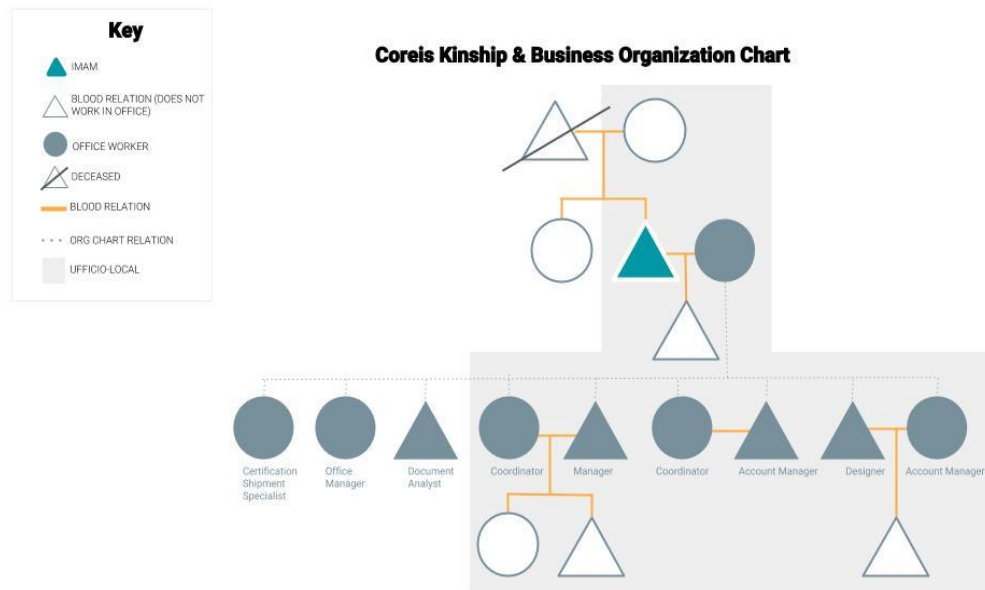 Key
IMAM
BLOOD RELATION (DOES NOT
WORK IN OFFICE)
OFFICE WORKER
DECEASED
BLOOD RELATION
ORG CHART RELATION
UFFICIO-LOCAL
Coreis Kinship & Business Organization Chart
Certification
Shipment
Specialist
Office
Manager
Document
Analyst
Coordinator
Manager
Coordinator
Account Manager
Designer
Account Manager